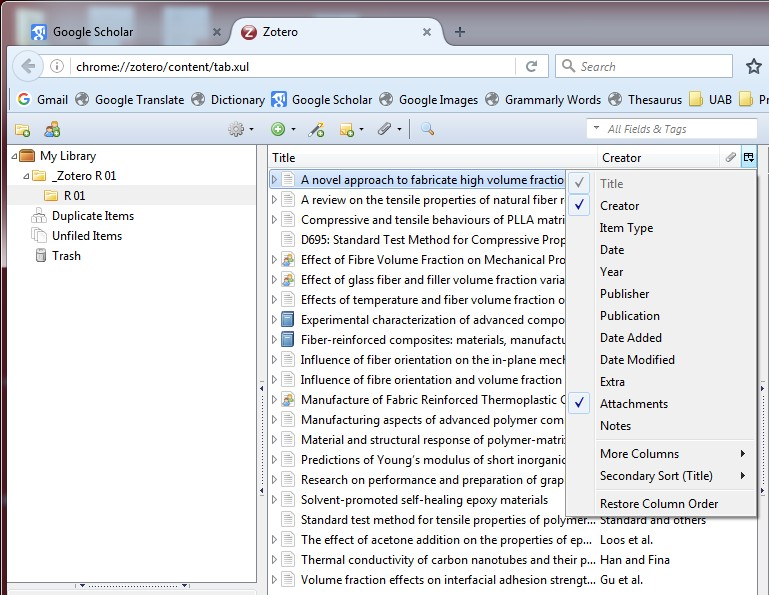 Google Scholar
Zotero
chrome://zotero/content/tab.xul
Search
Gmail Google Translate Dictionary Google Scholar Google Images Grammarly Words Thesaurus UAB
All Fields & Tags
My Library
_Zotero R 01
R 01
Duplicate Items
Unfiled Items
Trash
Title Creator
A novel approach to fabricate high volume fractio
A review on the tensile properties of natural fiber r
Compressive and tensile behaviours of PLLA matri
D695: Standard Test Method for Compressive Prop
Effect of Fibre Volume Fraction on Mechanical Pro
Effect of glass fiber and filler volume fraction varia
Effects of temperature and fiber volume fraction o
Experimental characterization of advanced compo
Fiber-reinforced composites: materials, manufactu
Influence of fiber orientation on the in-plane mech
Influence of fibre orientation and volume fraction
Manufacture of Fabric Reinforced Thermoplastic C
Manufacturing aspects of advanced polymer com
Material and structural response of polymer-matri
Predictions of Young's modulus of short inorganic
Research on performance and preparation of grap
Solvent-promoted self-healing epoxy materials
Standard test method for tensile properties of polyme... Standard and others
The effect of acetone addition on the properties of ep... Loos et al.
Thermal conductivity of carbon nanotubes and their p... Han and Fina
Volume fraction effects on interfacial adhesion strengt... Gu et al.
Title
Creator
Item Type
Date
Year
Publisher
Publication
Date Added
Date Modified
Extra
Attachments
Notes
More Columns
Secondary Sort (Title)
Restore Column Order